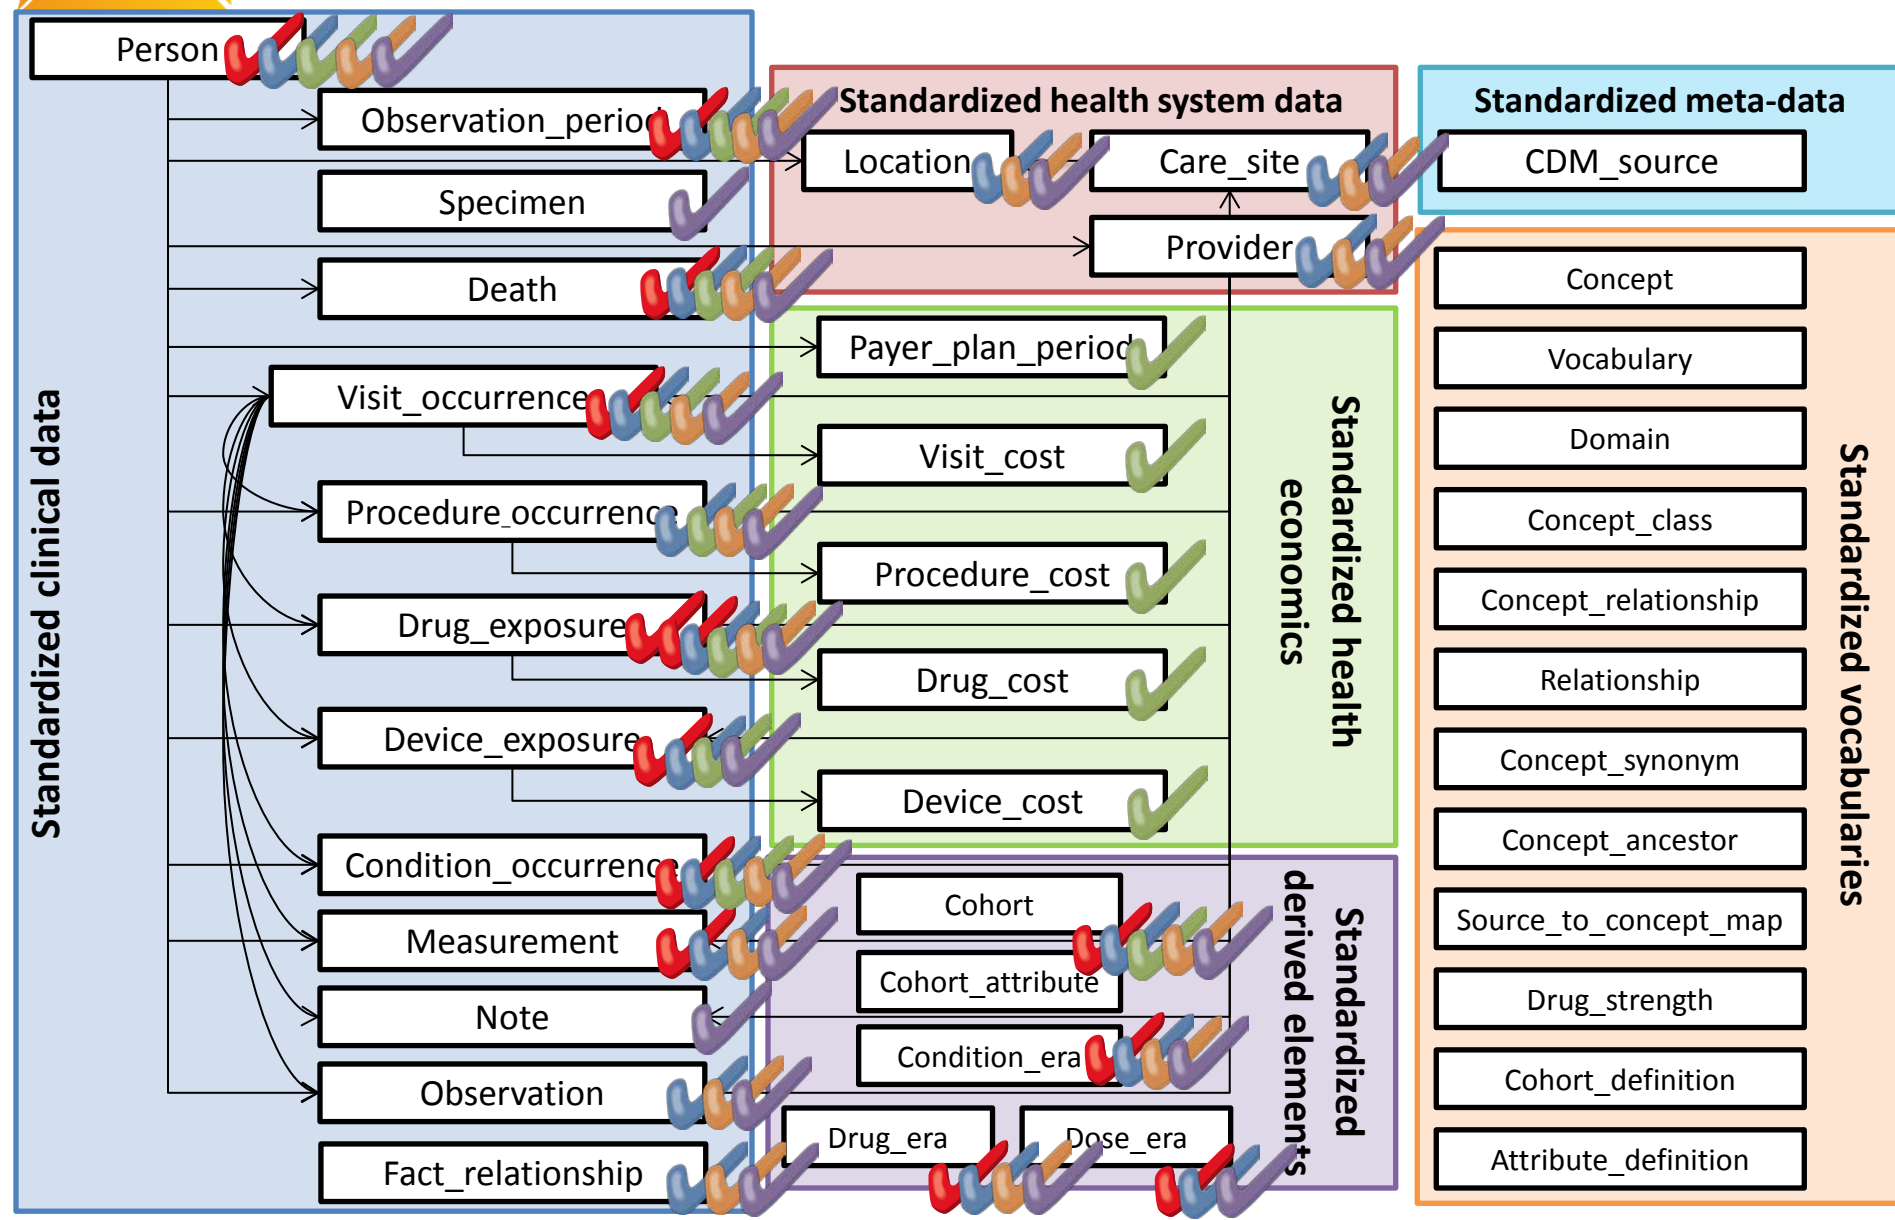 Person
Observation_period
Specimen
Death
Visit_occurrence
Procedure_occurrence
Drug_exposure
Device_exposure
Condition_occurrence
Measurement
Note
Observation
Fact_relationship
Standardized clinical data
Standardized health system data
Location
Care_site
Provider
Payer_plan_period
Visit_cost
Procedure_cost
Drug_cost
Device_cost
Standardized health
economics
Cohort
Cohort_attribute
Condition_era
Drug_era
Dose_era
Standardized
derived elements
Standardized meta-data
CDM_source
Concept
Vocabulary
Domain
Concept_class
Concept_relationship
Relationship
Concept_synonym
Concept_ancestor
Source_to_concept_map
Drug_strength
Cohort_definition
Attribute_definition
Standardized vocabularies